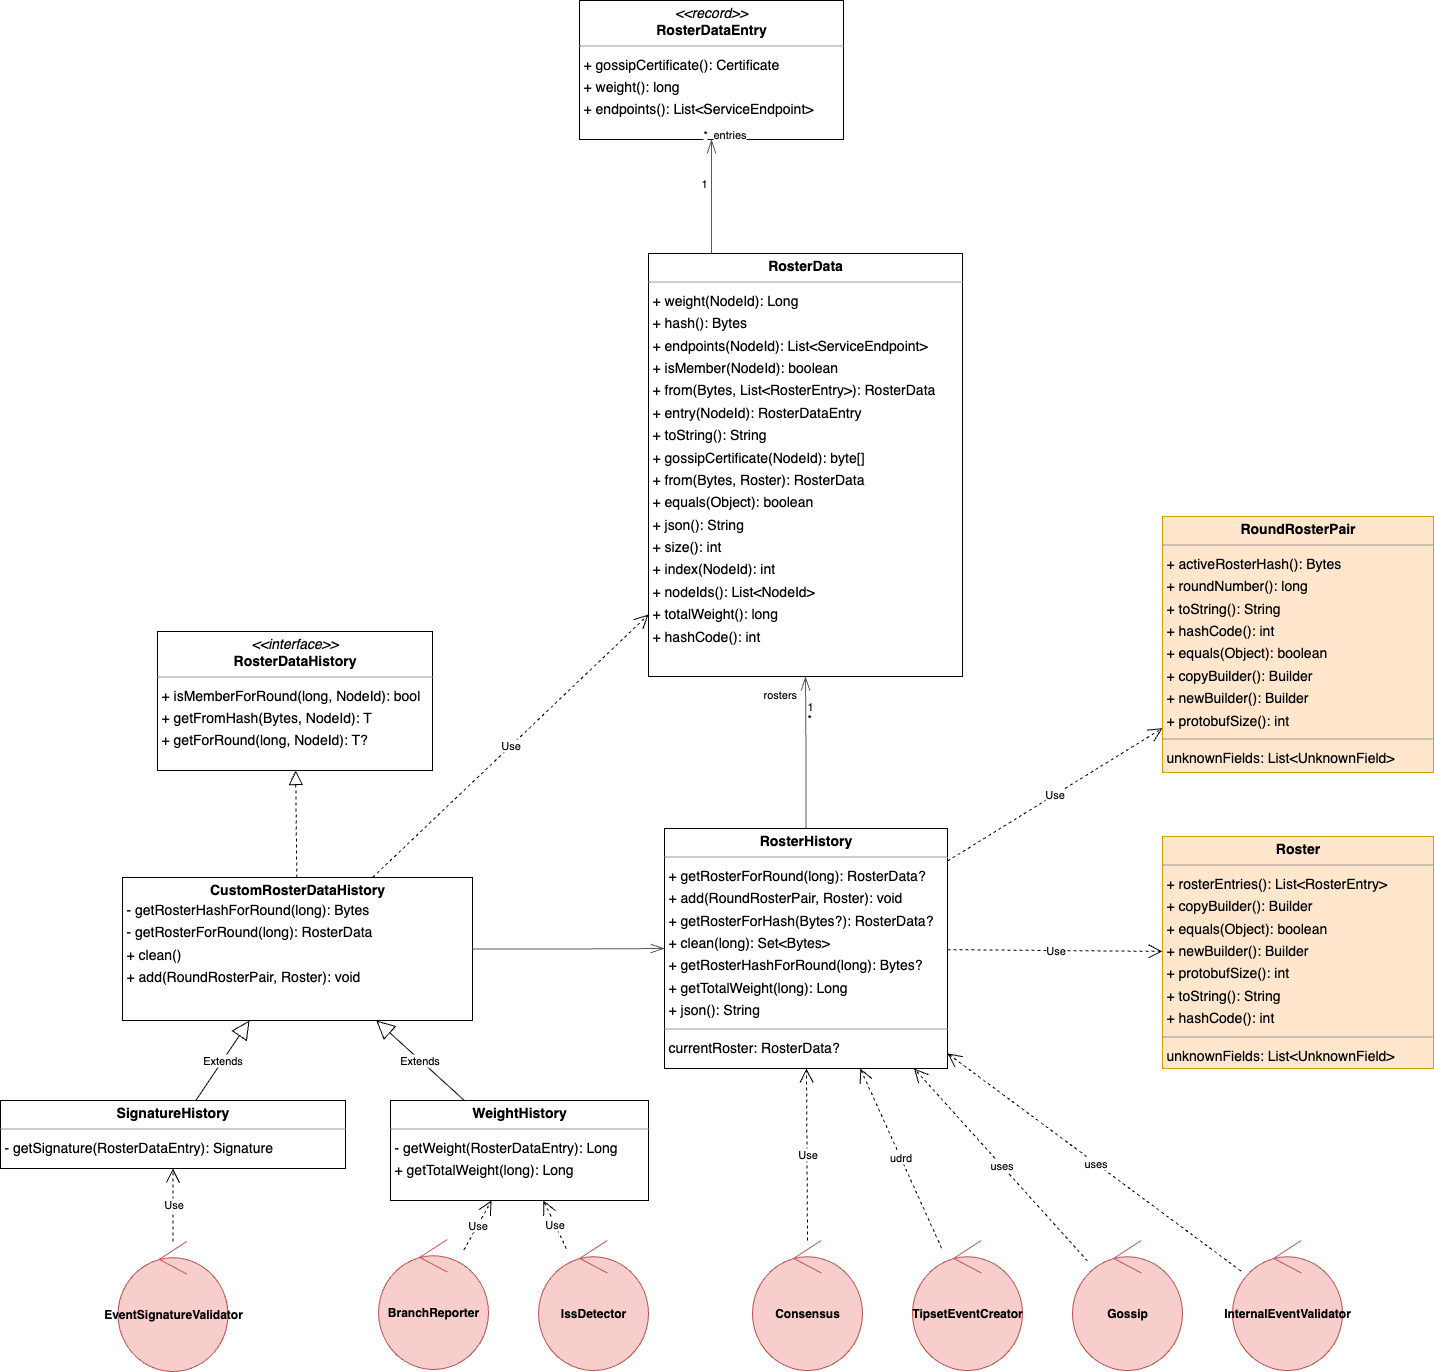 <<record>>
RosterDataEntry
+ gossipCertificate(): Certificate
+ weight(): long
+ endpoints(): List<ServiceEndpoint>
* entries
1
RosterData
+ weight(NodeId): Long
+ hash(): Bytes
+ endpoints(NodeId): List<ServiceEndpoint>
+ isMember(NodeId): boolean
+ from(Bytes, List<RosterEntry>): RosterData
+ entry(NodeId): RosterDataEntry
+ toString(): String
+ gossipCertificate(NodeId): byte[]
+ from(Bytes, Roster): RosterData
+ equals(Object): boolean
+ json(): String
+ size(): int
+ index(NodeId): int
+ nodeIds(): List<NodeId>
+ totalWeight(): long
+ hashCode(): int
rosters
1
*
Use
<<interface>>
RosterDataHistory
+ isMemberForRound(long, NodeId): bool
+ getFromHash(Bytes, NodeId): T
+ getForRound(long, NodeId): T?
RoundRosterPair
+ activeRosterHash(): Bytes
+ roundNumber(): long
+ toString(): String
+ hashCode(): int
+ equals(Object): boolean
+ copyBuilder(): Builder
+ newBuilder(): Builder
+ protobufSize(): int
unknownFields: List<UnknownField>
Use
CustomRosterDataHistory
- getRosterHashForRound(long): Bytes
- getRosterForRound(long): RosterData
+ clean()
+ add(RoundRosterPair, Roster): void
RosterHistory
+ getRosterForRound(long): RosterData?
+ add(RoundRosterPair, Roster): void
+ getRosterForHash(Bytes?): RosterData?
+ clean(long): Set<Bytes>
+ getRosterHashForRound(long): Bytes?
+ getTotalWeight(long): Long
+ json(): String
currentRoster: RosterData?
Use
Roster
+ rosterEntries(): List<RosterEntry>
+ copyBuilder(): Builder
+ equals(Object): boolean
+ newBuilder(): Builder
+ protobufSize(): int
+ toString(): String
+ hashCode(): int
unknownFields: List<UnknownField>
Extends
Extends
SignatureHistory
- getSignature(RosterDataEntry): Signature
WeightHistory
- getWeight(RosterDataEntry): Long
+ getTotalWeight(long): Long
Use
Use
Use
Use
udrd
uses
uses
EventSignatureValidator
BranchReporter
IssDetector
Consensus
TipsetEventCreator
Gossip
InternalEventValidator